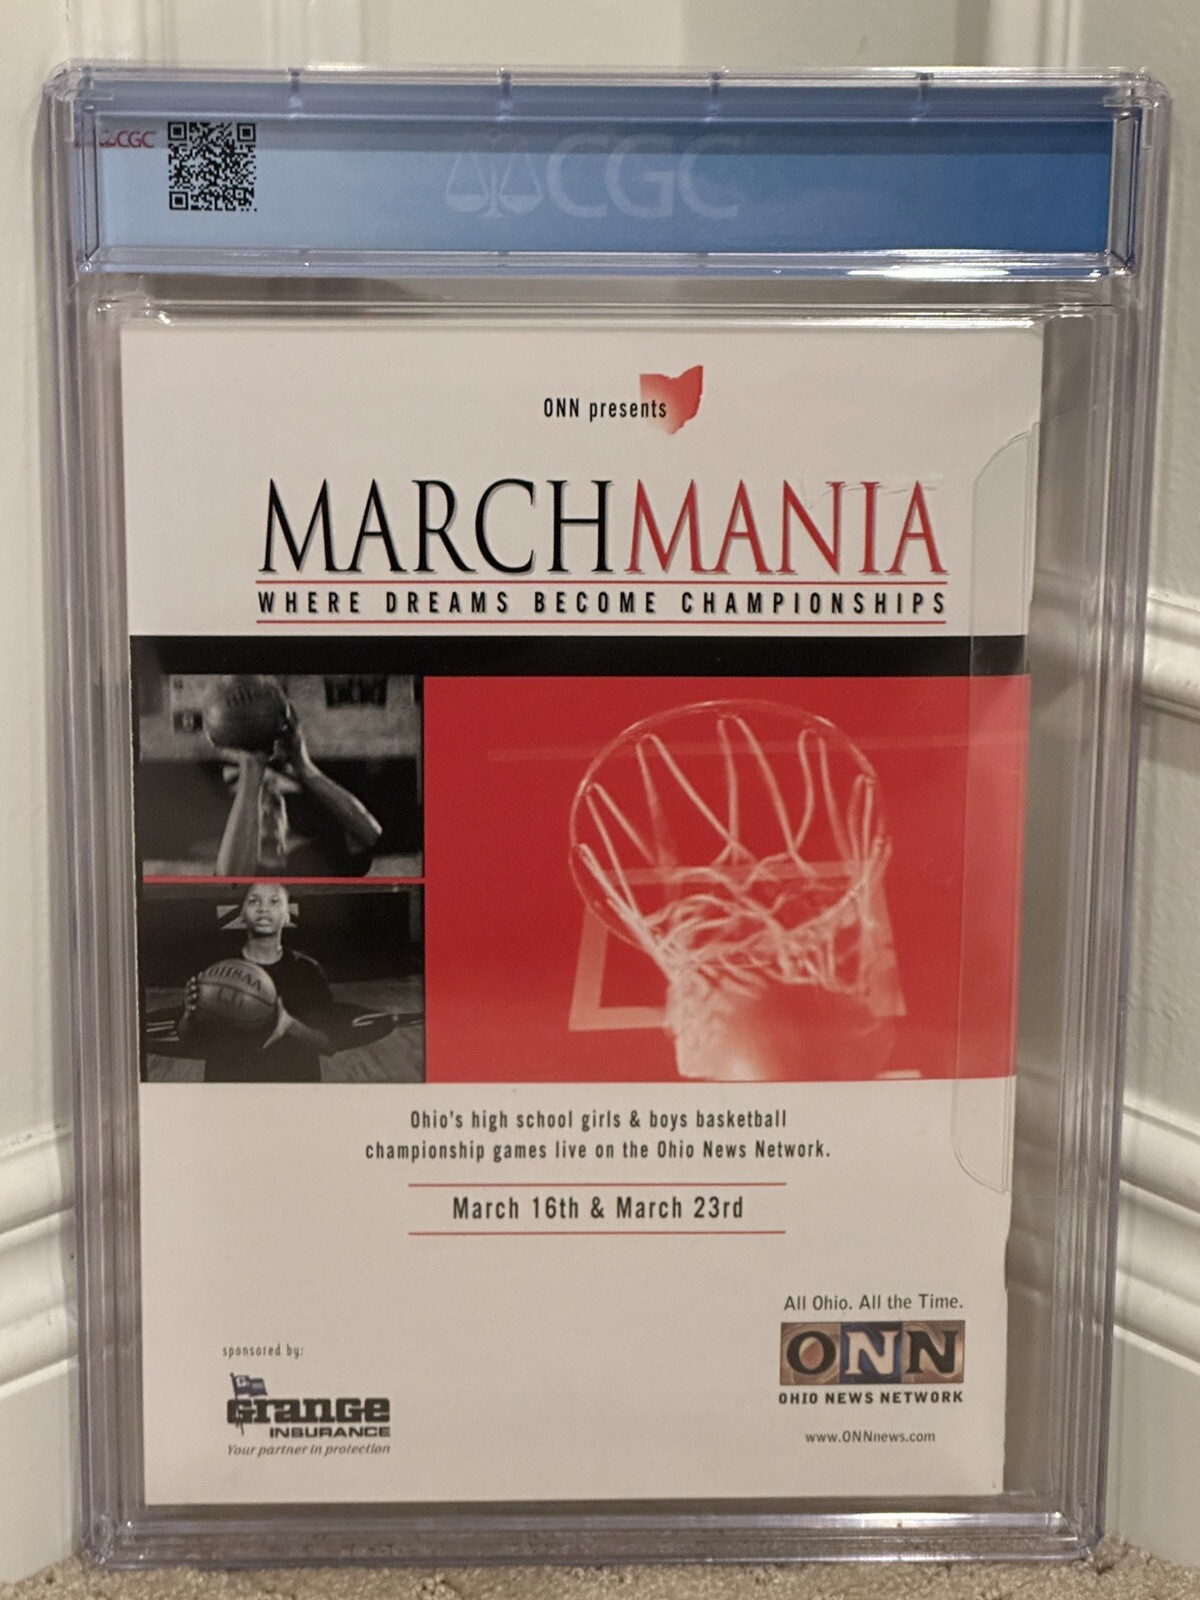 CGC
CGC
ONN presents
MARCHMANIA
WHERE DREAMS BECOME CHAMPIONSHIPS
OHSAA
Ohio's high school girls & boys basketball
championship games live on the Ohio News Network.
March 16th & March 23rd
All Ohio. All the Time.
ONN
OHIO NEWS NETWORK
www.ONNnews.com
sponsored by:
Grange
INSURANCE
Your partner in protection